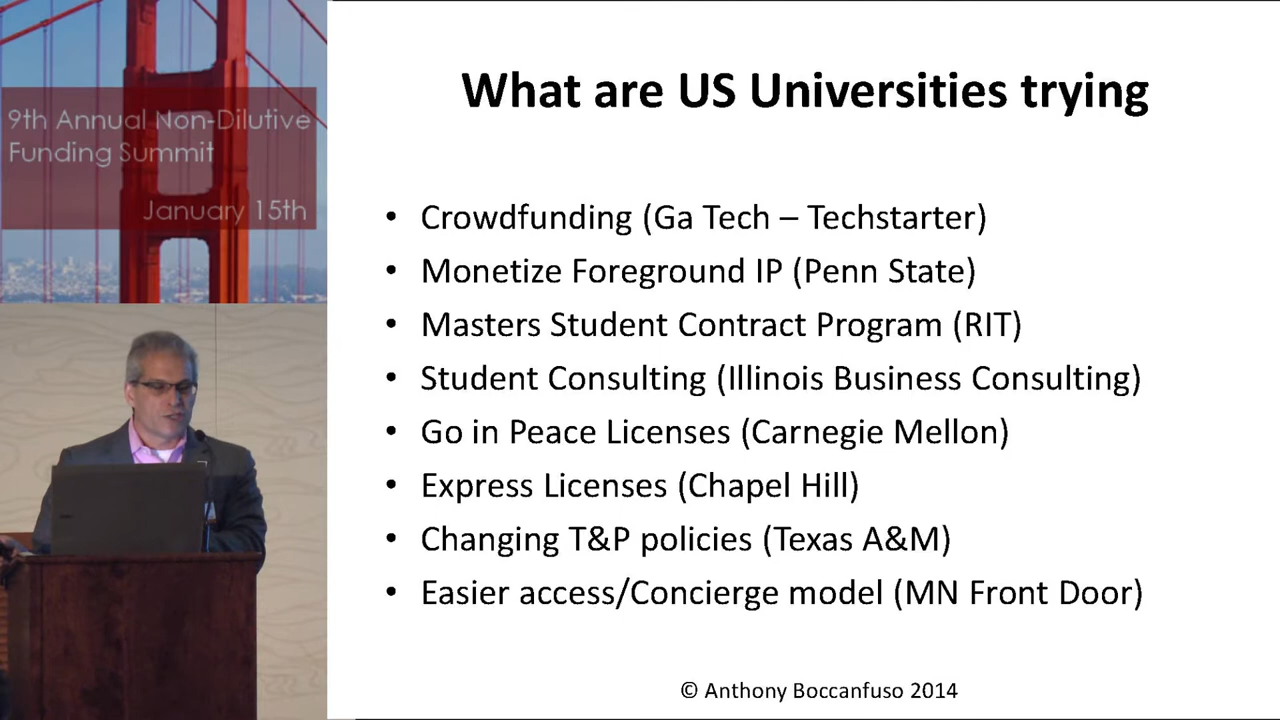 9th Annual Non-Dilutive
Funding Summit
January 15th
What are US Universities trying
• Crowdfunding (Ga Tech – Techstarter)
• Monetize Foreground IP (Penn State)
• Masters Student Contract Program (RIT)
• Student Consulting (Illinois Business Consulting)
• Go in Peace Licenses (Carnegie Mellon)
• Express Licenses (Chapel Hill)
• Changing T&P policies (Texas A&M)
• Easier access/Concierge model (MN Front Door)
© Anthony Boccanfuso 2014